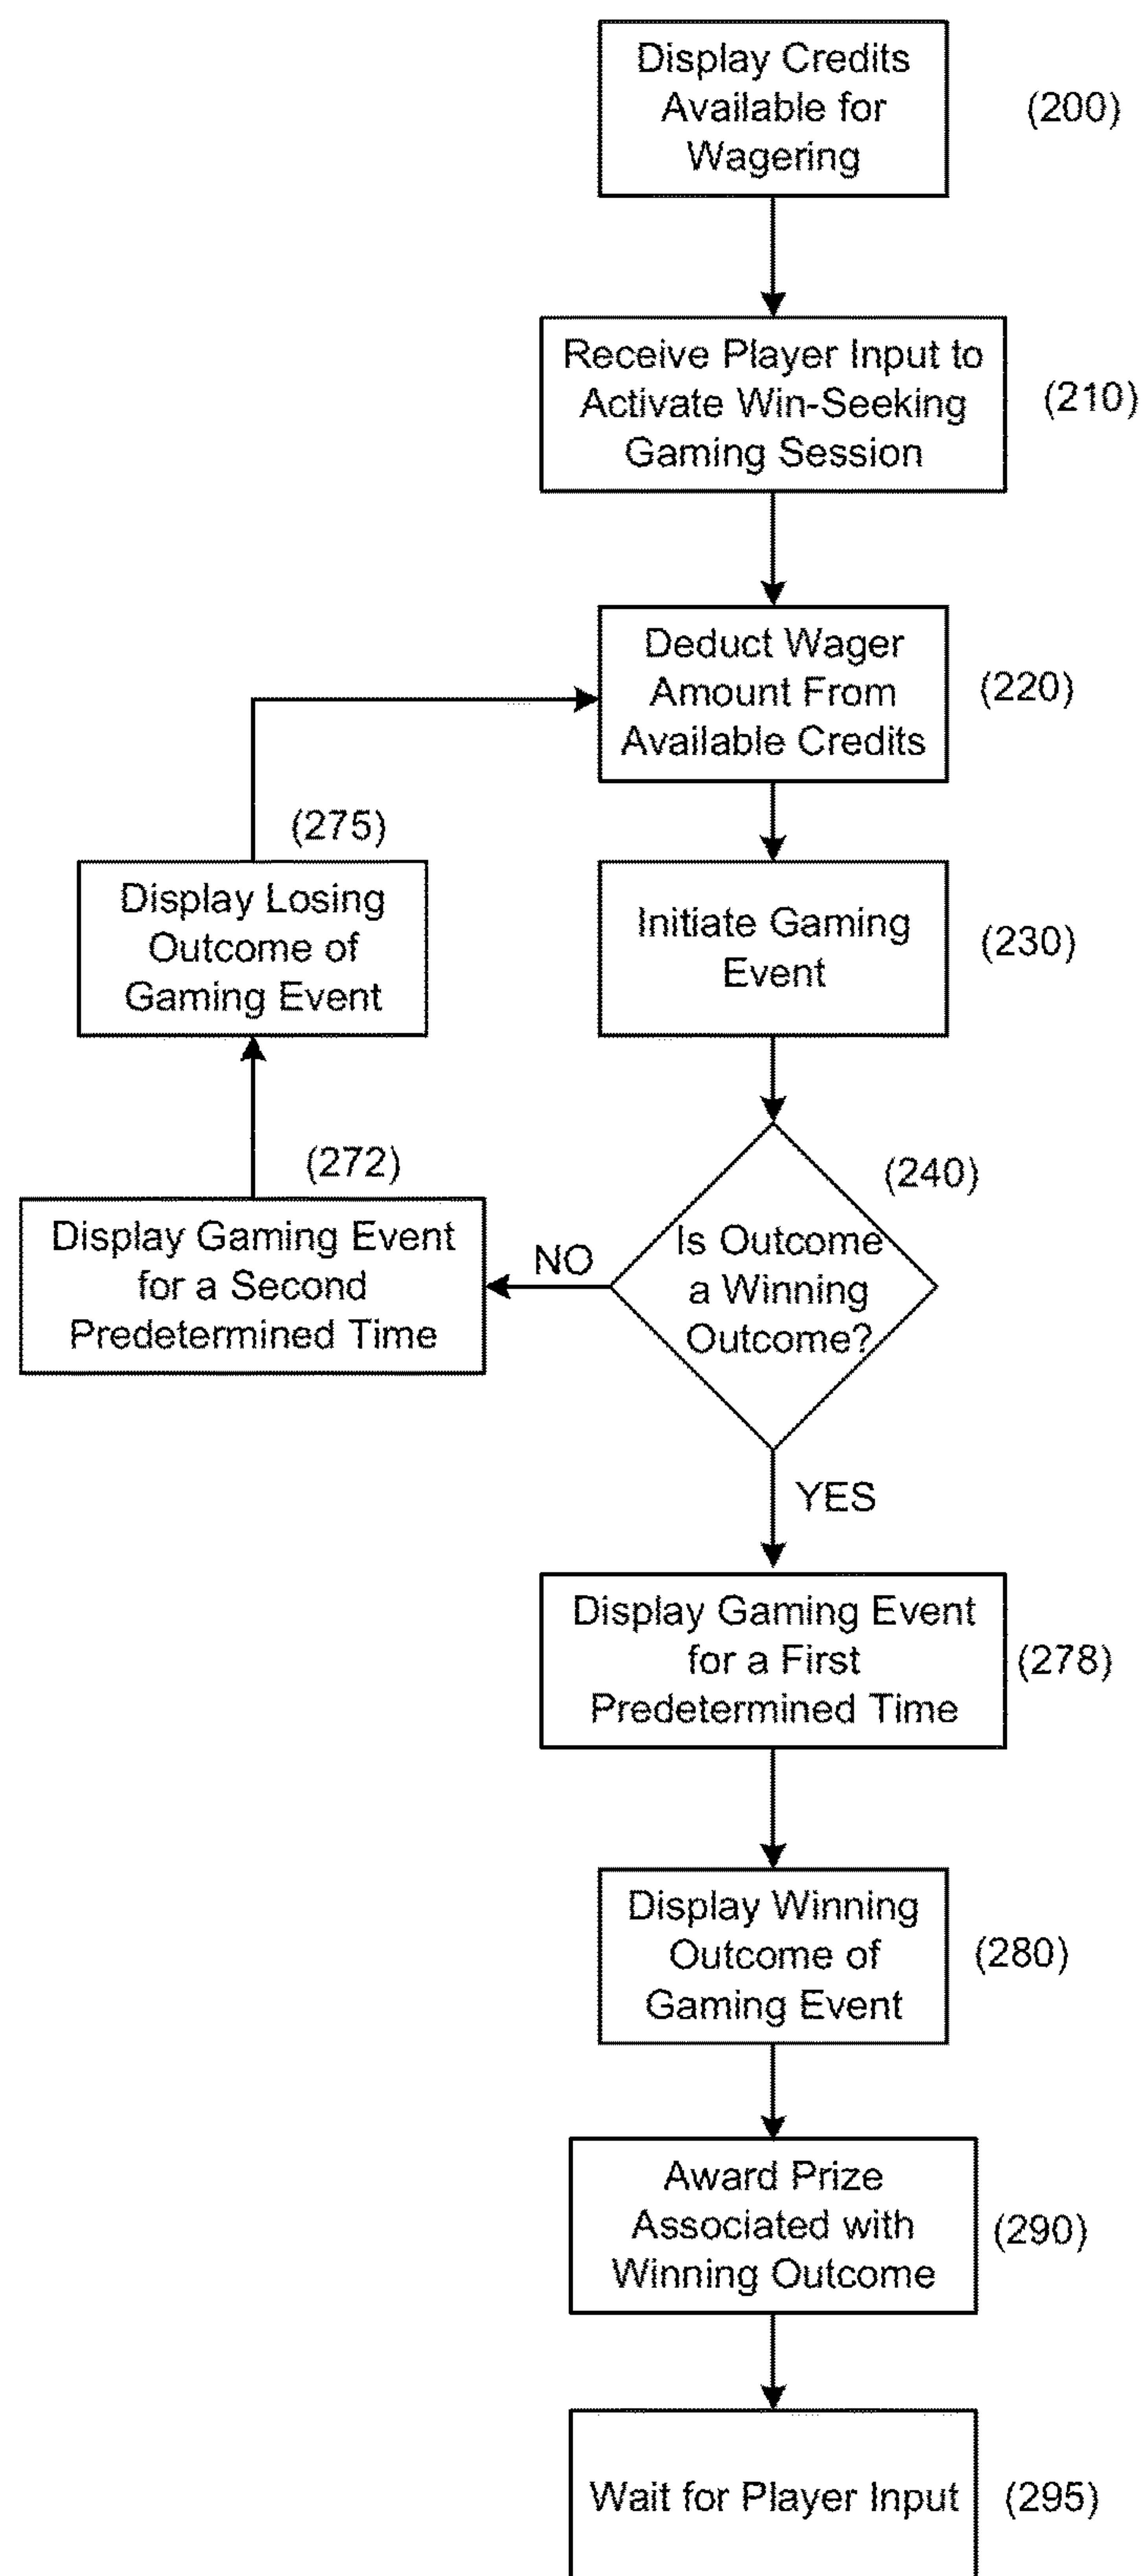 Display Credits
Available for
Wagering
(200)
Receive Player Input to
Activate Win-Seeking
Gaming Session
(210)
Deduct Wager
Amount From
Available Credits
(220)
(275)
Display Losing
Outcome of
Gaming Event
Initiate Gaming
Event
(230)
(272)
Display Gaming Event
for a Second
Predetermined Time
NO
(240)
Is Outcome
a Winning
Outcome?
YES
Display Gaming Event
for a First
Predetermined Time
(278)
Display Winning
Outcome of
Gaming Event
(280)
Award Prize
Associated with
Winning Outcome
(290)
Wait for Player Input
(295)